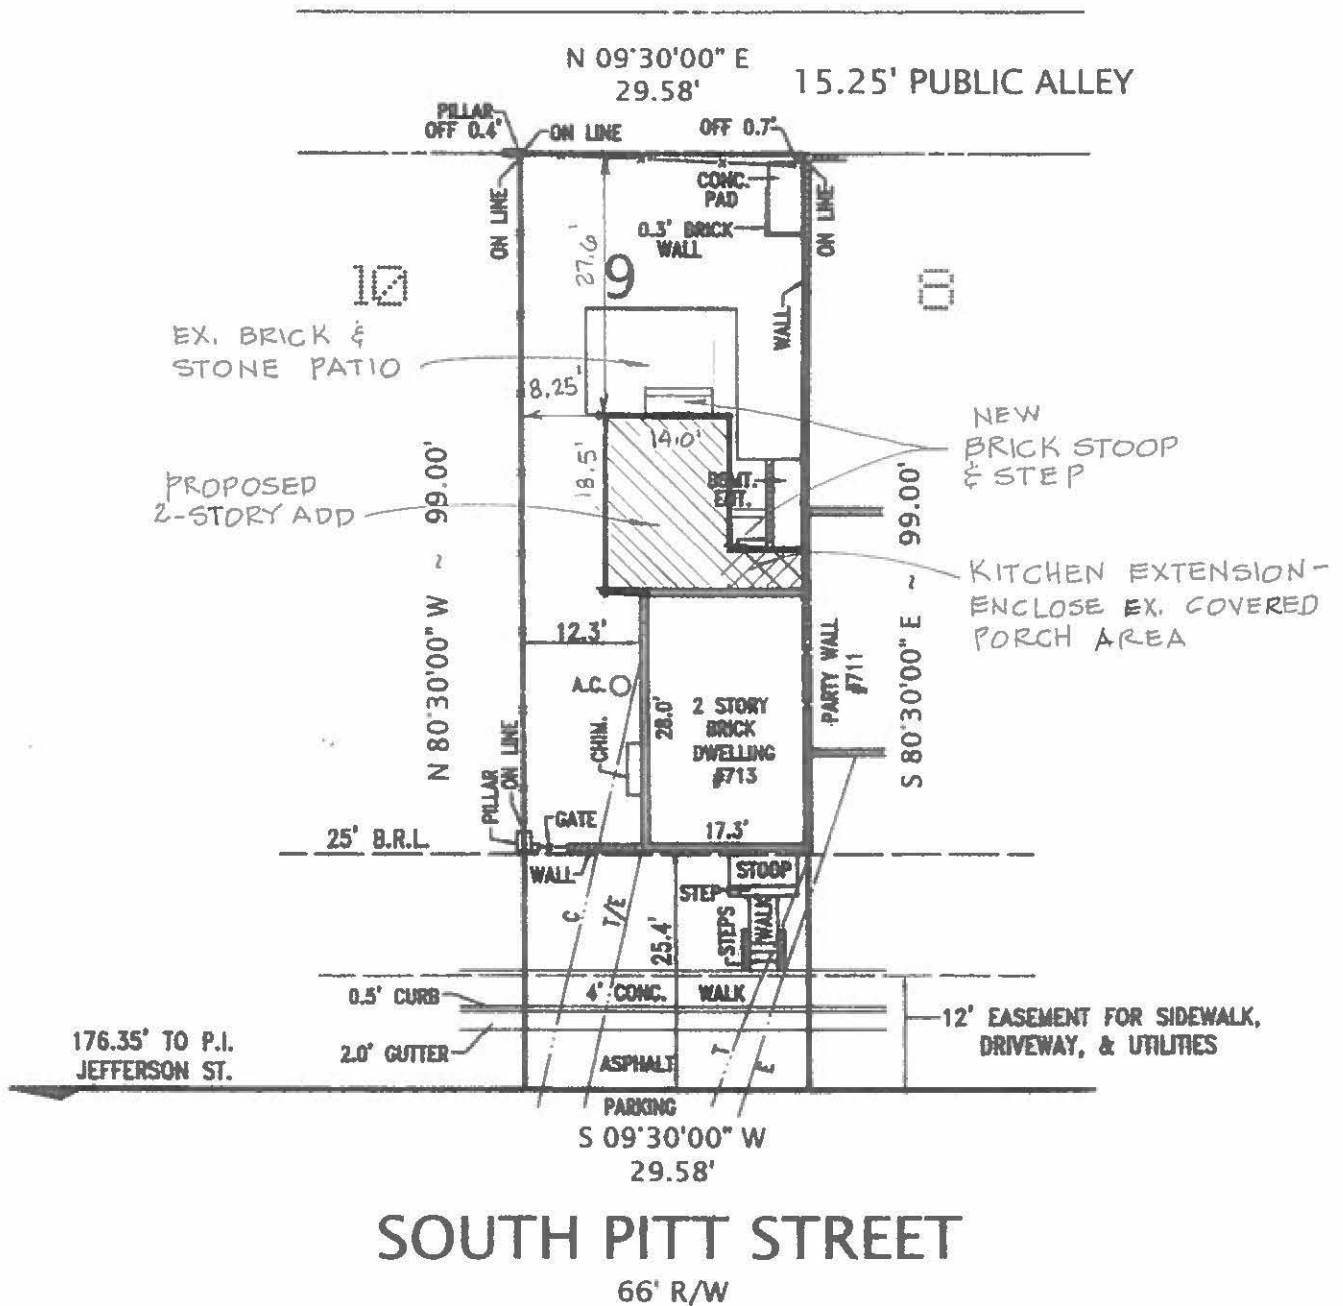 N 09°30'00" E
29.58'
15.25' PUBLIC ALLEY
PILLAR
OFF 0.4'
ON LINE
OFF 0.7'
ON LINE
CONC.
PAD
ON LINE
0.3' BRICK
WALL
27.6'
9
10
8
WALL
EX. BRICK &
STONE PATIO
8.25'
14.0'
NEW
BRICK STOOP
& STEP
18.5'
BSMT.
ENT.
PROPOSED
2-STORY ADD
N 80°30'00" W ~ 99.00'
S 80°30'00" E ~ 99.00'
KITCHEN EXTENSION-
ENCLOSE EX. COVERED
PORCH AREA
12.3'
PARTY WALL
#711
A.C.
28.0'
2 STORY
BRICK
DWELLING
#713
CHIM.
PILLAR
ON LINE
GATE
17.3'
25' B.R.L.
WALL
STOOP
STEP
C
T/E
25.4'
STEPS
WALK
0.5' CURB
4' CONC. WALK
12' EASEMENT FOR SIDEWALK,
DRIVEWAY, & UTILITIES
176.35' TO P.I.
JEFFERSON ST.
2.0' GUTTER
ASPHALT
T
E
PARKING
S 09°30'00" W
29.58'
SOUTH PITT STREET
66' R/W